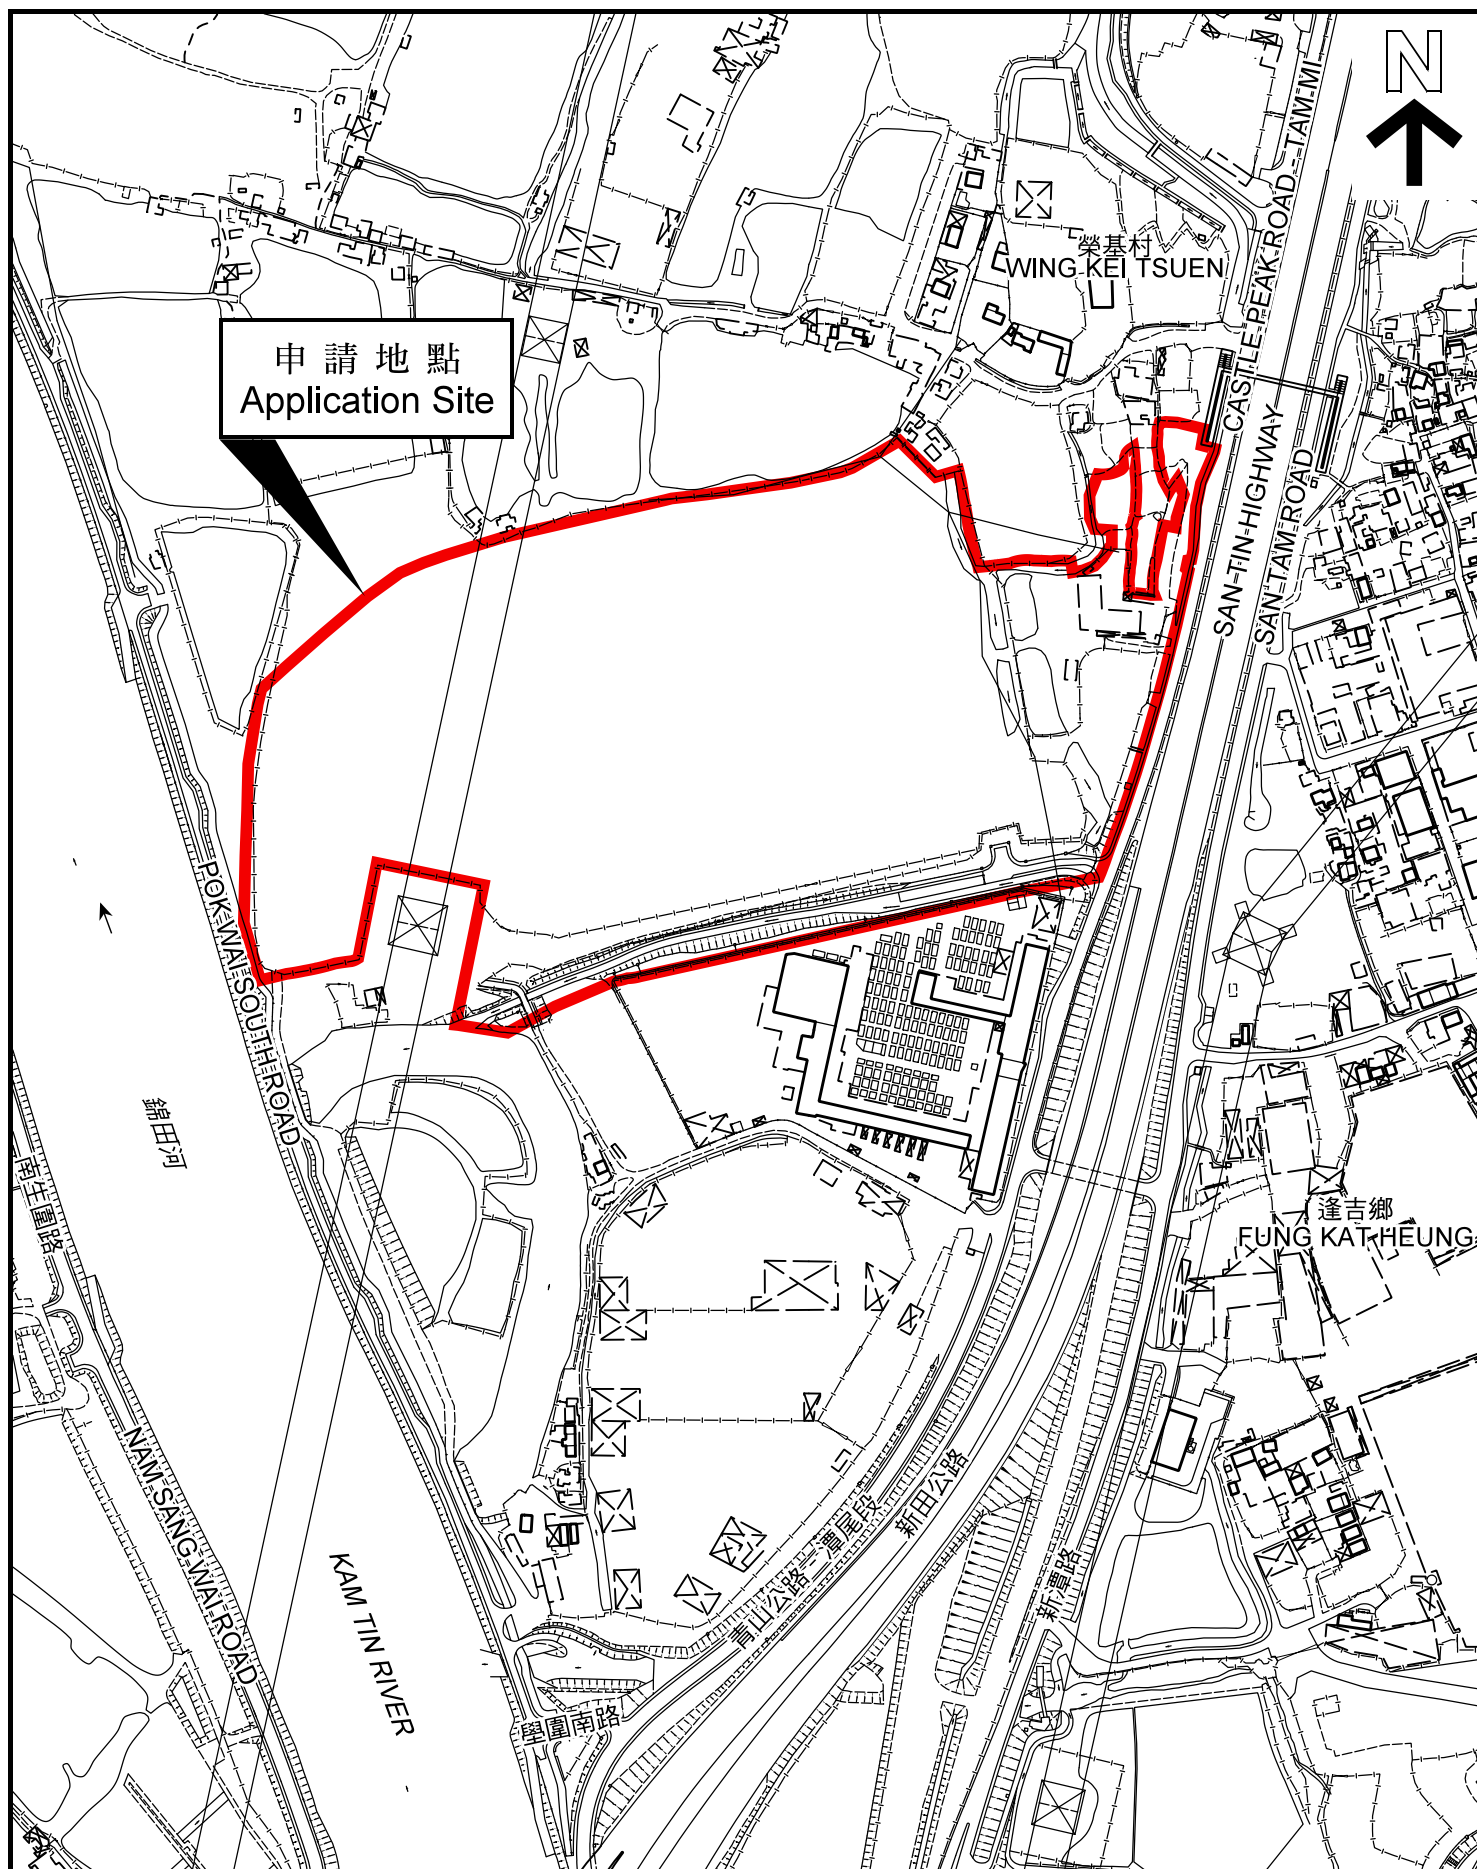 N
CASTLE PEAK ROAD - TAM MI
榮基村
WING KEI TSUEN
申請地點
Application Site
SAN TIN HIGHWAY
SAN TAM ROAD
POK WAI SOUTH ROAD
錦田河
南生圍路
逢吉鄉
FUNG KAT HEUNG
NAM SANG WAI ROAD
KAM TIN RIVER
青山公路-潭尾段
新田公路
新潭路
壆圍南路